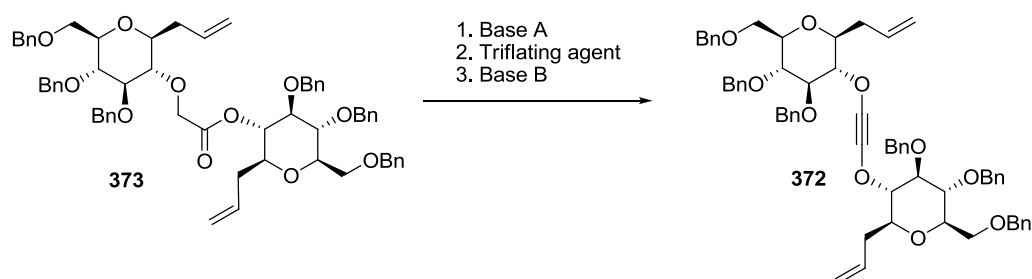 O
BnO
BnO
O
BnO
O
O
O
BnO
OBn
O
OBn
373
1. Base A
2. Triflating agent
3. Base B
O
BnO
BnO
O
BnO
BnO
O
OBn
372
O
OBn